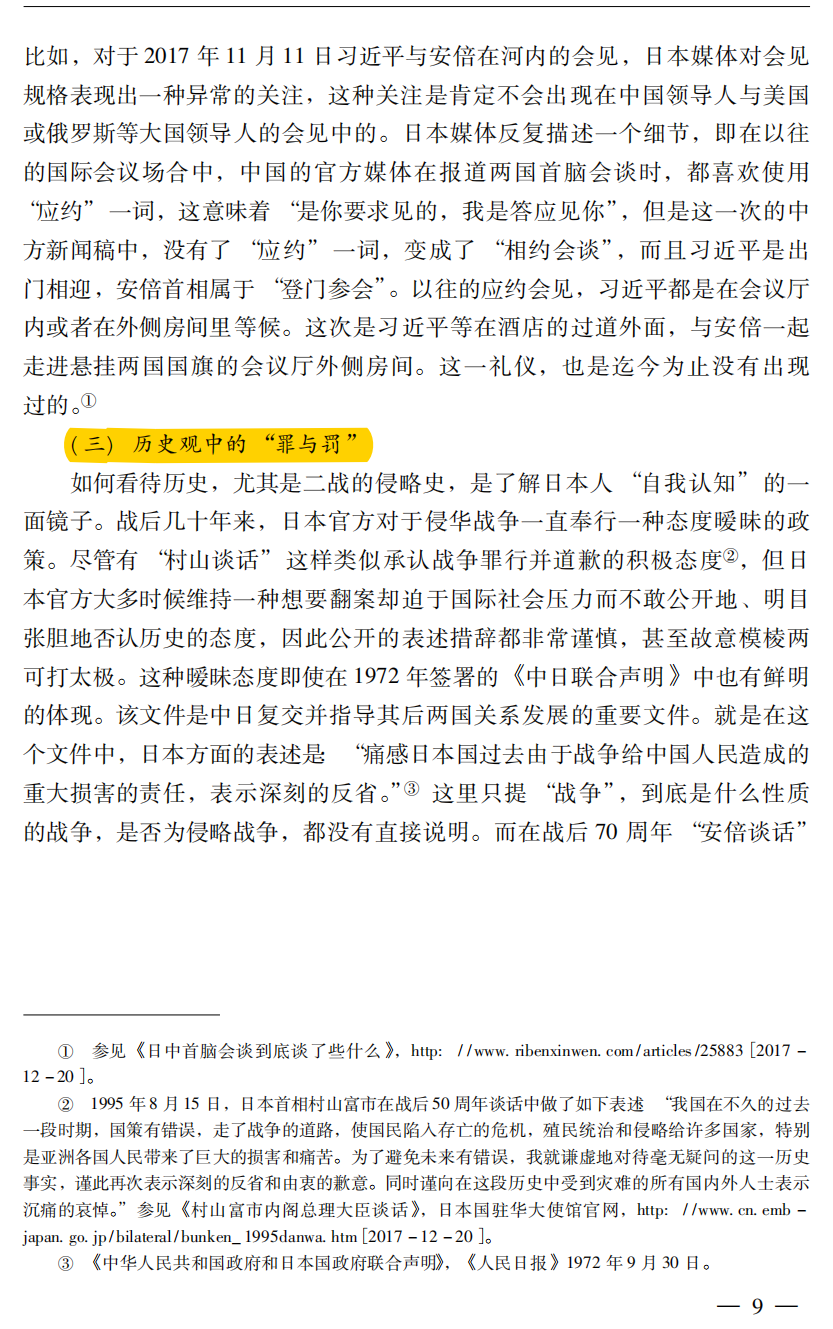 比如，对于 2017 年 11 月 11 日习近平与安倍在河内的会见，日本媒体对会见
规格表现出一种异常的关注，这种关注是肯定不会出现在中国领导人与美国
或俄罗斯等大国领导人的会见中的。日本媒体反复描述一个细节，即在以往
的国际会议场合中，中国的官方媒体在报道两国首脑会谈时，都喜欢使用
“应约” 一词，这意味着 “是你要求见的，我是答应见你”，但是这一次的中
方新闻稿中，没有了 “应约” 一词，变成了 “相约会谈”，而且习近平是出
门相迎，安倍首相属于 “登门参会”。以往的应约会见，习近平都是在会议厅
内或者在外侧房间里等候。这次是习近平等在酒店的过道外面，与安倍一起
走进悬挂两国国旗的会议厅外侧房间。这一礼仪，也是迄今为止没有出现
过的。①
(三) 历史观中的 “罪与罚”
如何看待历史，尤其是二战的侵略史，是了解日本人 “自我认知” 的一
面镜子。战后几十年来，日本官方对于侵华战争一直奉行一种态度暧昧的政
策。尽管有 “村山谈话” 这样类似承认战争罪行并道歉的积极态度②，但日
本官方大多时候维持一种想要翻案却迫于国际社会压力而不敢公开地、明目
张胆地否认历史的态度，因此公开的表述措辞都非常谨慎，甚至故意模棱两
可打太极。这种暧昧态度即使在 1972 年签署的《中日联合声明》中也有鲜明
的体现。该文件是中日复交并指导其后两国关系发展的重要文件。就是在这
个文件中，日本方面的表述是: “痛感日本国过去由于战争给中国人民造成的
重大损害的责任，表示深刻的反省。”③ 这里只提 “战争”，到底是什么性质
的战争，是否为侵略战争，都没有直接说明。而在战后 70 周年 “安倍谈话”
① 参见《日中首脑会谈到底谈了些什么》，http: //www. ribenxinwen. com/articles/25883 [2017 -
12 -20 ]。
② 1995 年 8 月 15 日，日本首相村山富市在战后 50 周年谈话中做了如下表述 “我国在不久的过去
一段时期，国策有错误，走了战争的道路，使国民陷入存亡的危机，殖民统治和侵略给许多国家，特别
是亚洲各国人民带来了巨大的损害和痛苦。为了避免未来有错误，我就谦虚地对待毫无疑问的这一历史
事实，谨此再次表示深刻的反省和由衷的歉意。同时谨向在这段历史中受到灾难的所有国内外人士表示
沉痛的哀悼。” 参见《村山富市内阁总理大臣谈话》，日本国驻华大使馆官网，http: //www. cn. emb -
japan. go. jp/bilateral/bunken_ 1995danwa. htm [2017 -12 -20 ]。
③ 《中华人民共和国政府和日本国政府联合声明》，《人民日报》1972 年 9 月 30 日。
— 9 —